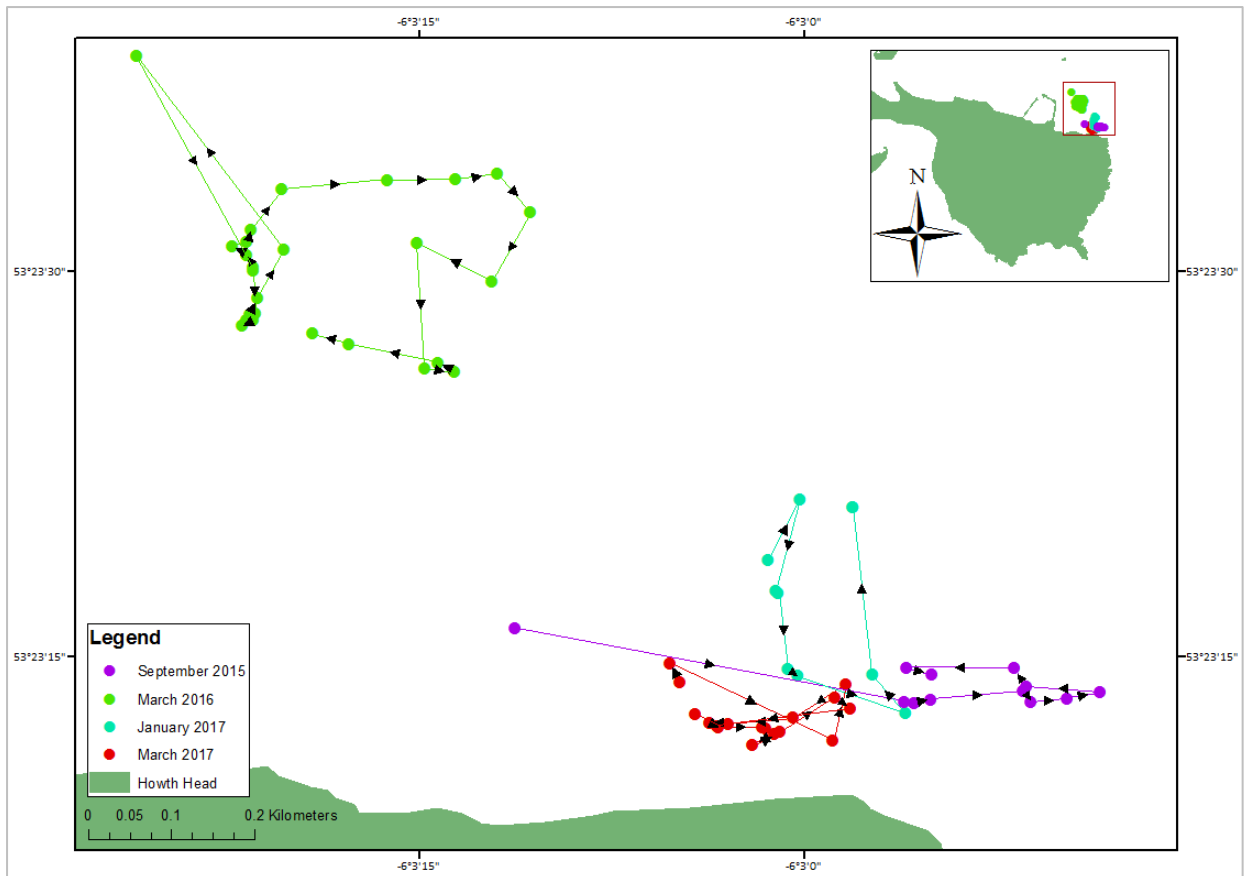 -6°3'15"
-6°3'0"
N
53°23'30"
53°23'30"
53°23'15"
53°23'15"
Legend
September 2015
March 2016
January 2017
March 2017
Howth Head
0 0.05 0.1 0.2 Kilometers
-6°3'15"
-6°3'0"